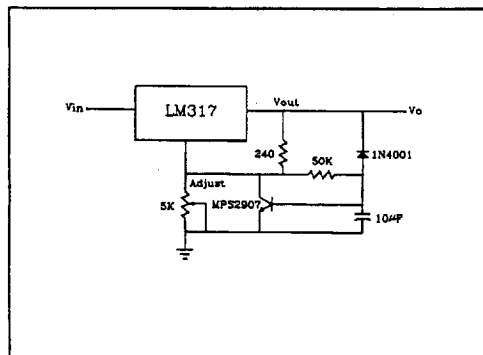 Vin
LM317
Vout
Vo
240
50K
1N4001
Adjust
5K
MPS2907
10µF